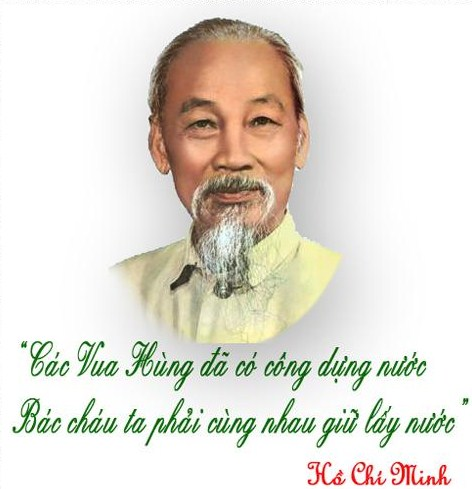 “Các Vua Hùng đã có công dựng nước
Bác cháu ta phải cùng nhau giữ lấy nước”
Hồ Chí Minh